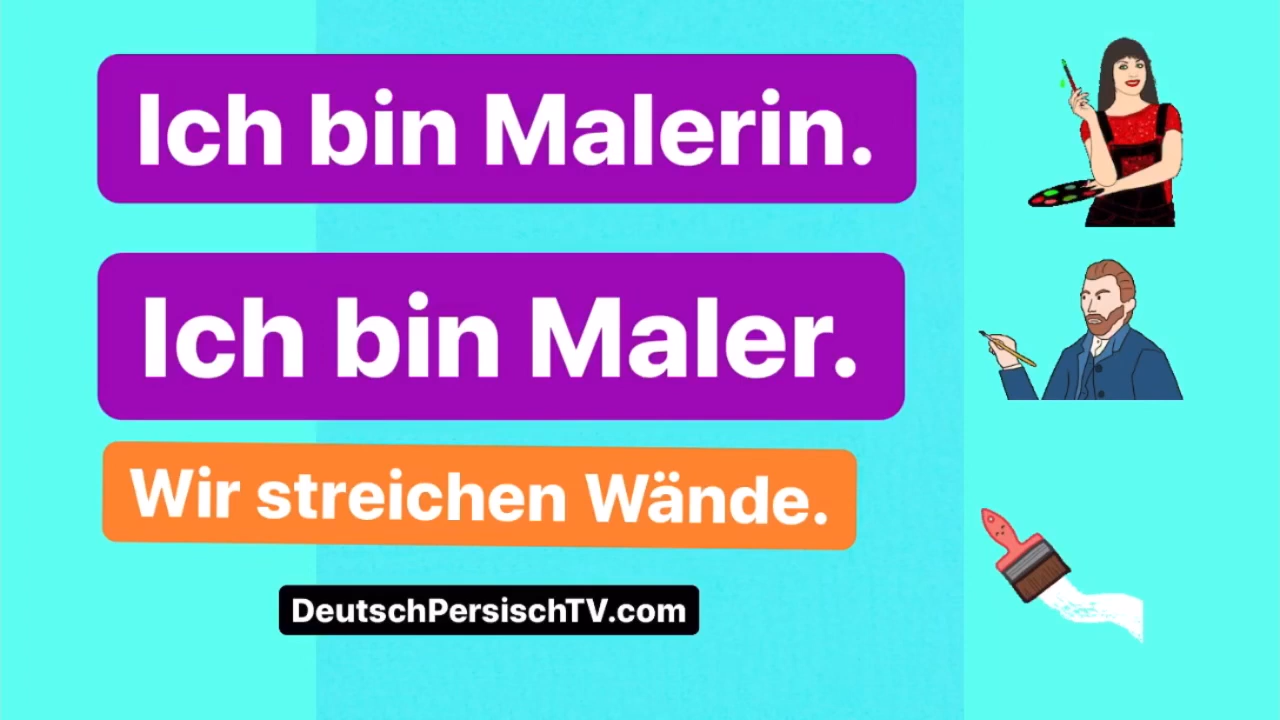 Ich bin Malerin.
Ich bin Maler.
Wir streichen Wände.
DeutschPersischTV.com